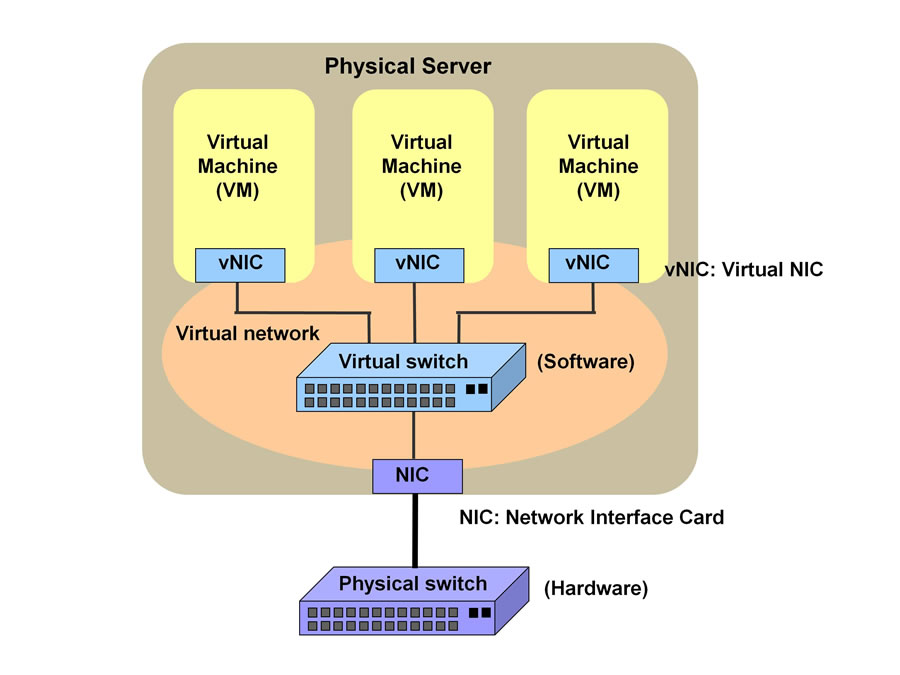 Physical Server
Virtual
Machine
(VM)
Virtual
Machine
(VM)
Virtual
Machine
(VM)
vNIC
vNIC
vNIC
vNIC: Virtual NIC
Virtual network
Virtual switch
(Software)
NIC
NIC: Network Interface Card
Physical switch
(Hardware)